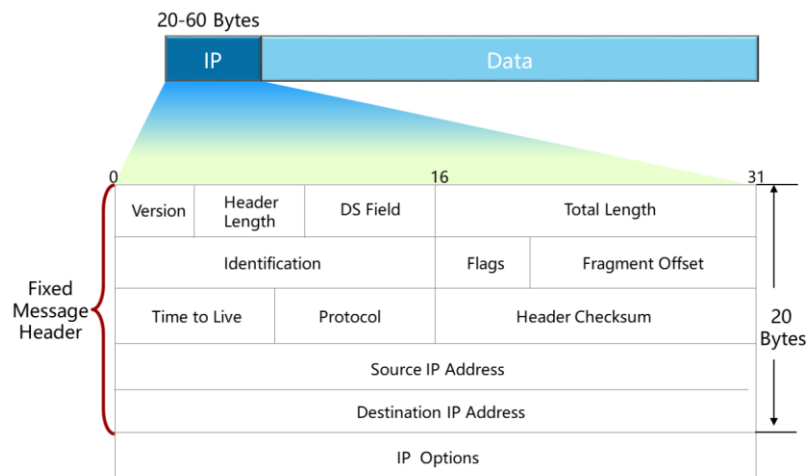 20-60 Bytes
IP
Data
0
16
31
Version
Header
Length
DS Field
Total Length
Identification
Flags
Fragment Offset
Fixed
Message
Header
Time to Live
Protocol
Header Checksum
20
Bytes
Source IP Address
Destination IP Address
IP Options